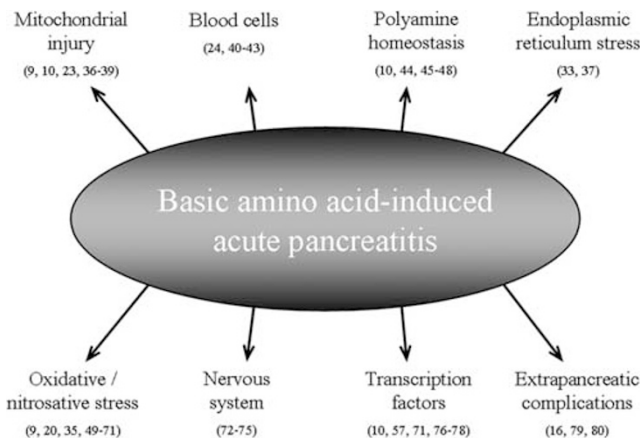 Mitochondrial
injury
(9, 10, 23, 36-39)
Blood cells
(24, 40-43)
Polyamine
homeostasis
(10, 44, 45-48)
Endoplasmic
reticulum stress
(33, 37)
Basic amino acid-induced
acute pancreatitis
Oxidative /
nitrosative stress
(9, 20, 35, 49-71)
Nervous
system
(72-75)
Transcription
factors
(10, 57, 71, 76-78)
Extrapancreatic
complications
(16, 79, 80)